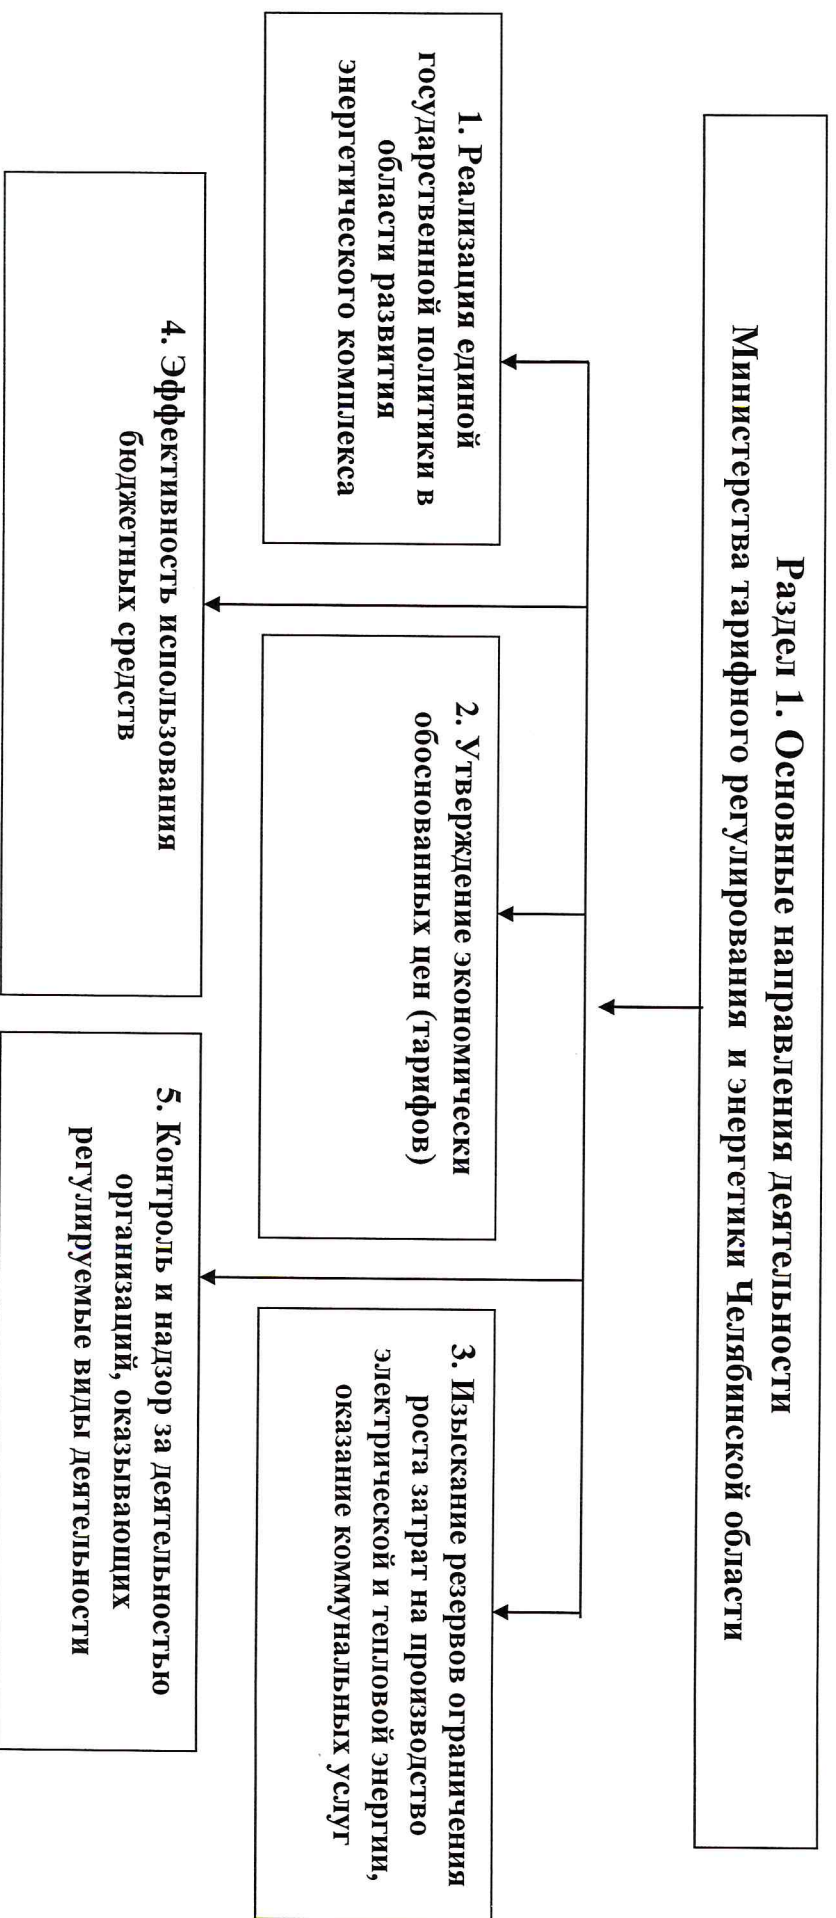 Раздел 1. Основные направления деятельности
Министерства тарифного регулирования и энергетики Челябинской области
1. Реализация единой
государственной политики в
области развития
энергетического комплекса
2. Утверждение экономически
обоснованных цен (тарифов)
3. Изыскание резервов ограничения
роста затрат на производство
электрической и тепловой энергии,
оказание коммунальных услуг
4. Эффективность использования
бюджетных средств
5. Контроль и надзор за деятельностью
организаций, оказывающих
регулируемые виды деятельности